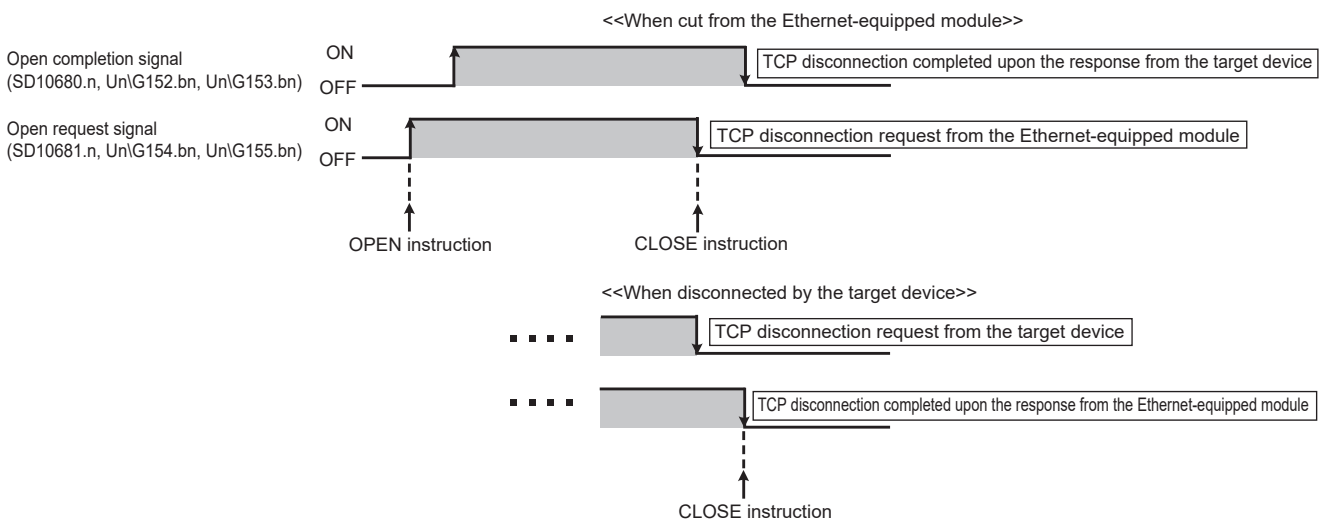 <<When cut from the Ethernet-equipped module>>
Open completion signal
(SD10680.n, Un\G152.bn, Un\G153.bn)
ON
OFF
TCP disconnection completed upon the response from the target device
Open request signal
(SD10681.n, Un\G154.bn, Un\G155.bn)
ON
OFF
TCP disconnection request from the Ethernet-equipped module
OPEN instruction
CLOSE instruction
<<When disconnected by the target device>>
TCP disconnection request from the target device
TCP disconnection completed upon the response from the Ethernet-equipped module
CLOSE instruction